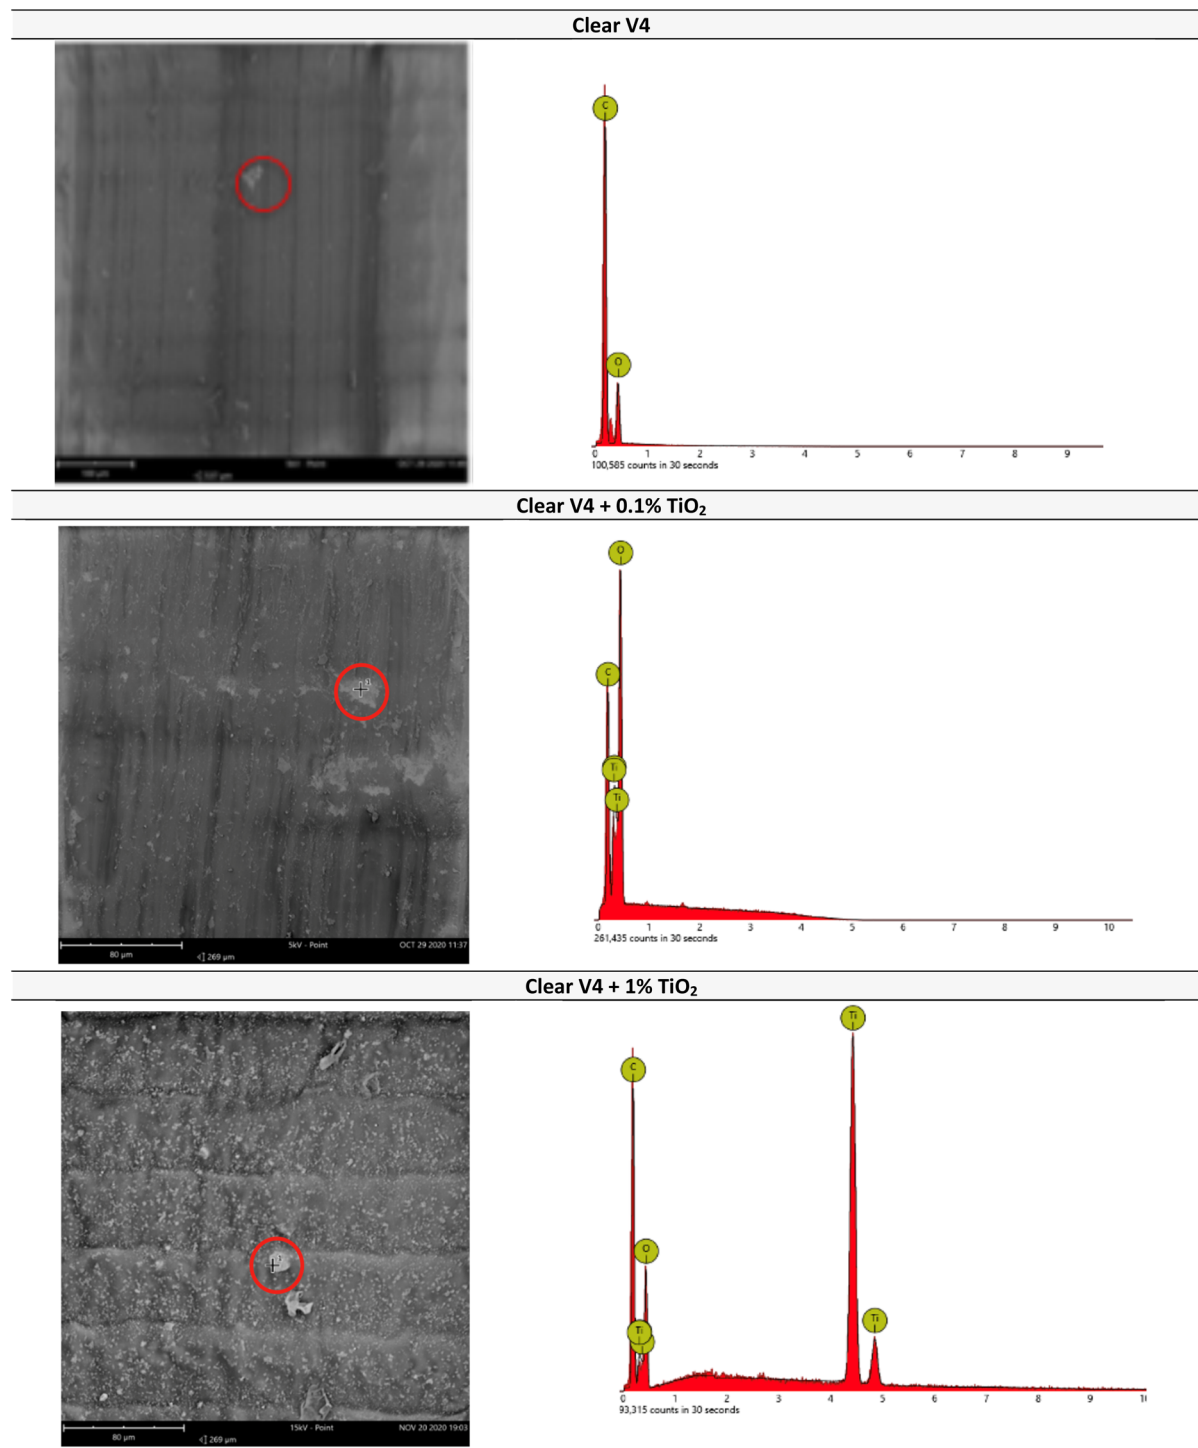 Clear V4
C
O
0 1 2 3 4 5 6 7 8 9
100,585 counts in 30 seconds
Clear V4 + 0.1% TiO₂
O
C
Ti
Ti
1
0 1 2 3 4 5 6 7 8 9 10
261,435 counts in 30 seconds
80 µm
269 µm
5kV - Point
OCT 29 2020 11:37
Clear V4 + 1% TiO₂
Ti
C
O
Ti
Ti
0 1 2 3 4 5 6 7 8 9
93,315 counts in 30 seconds
80 µm
269 µm
15kV - Point
NOV 20 2020 19:03